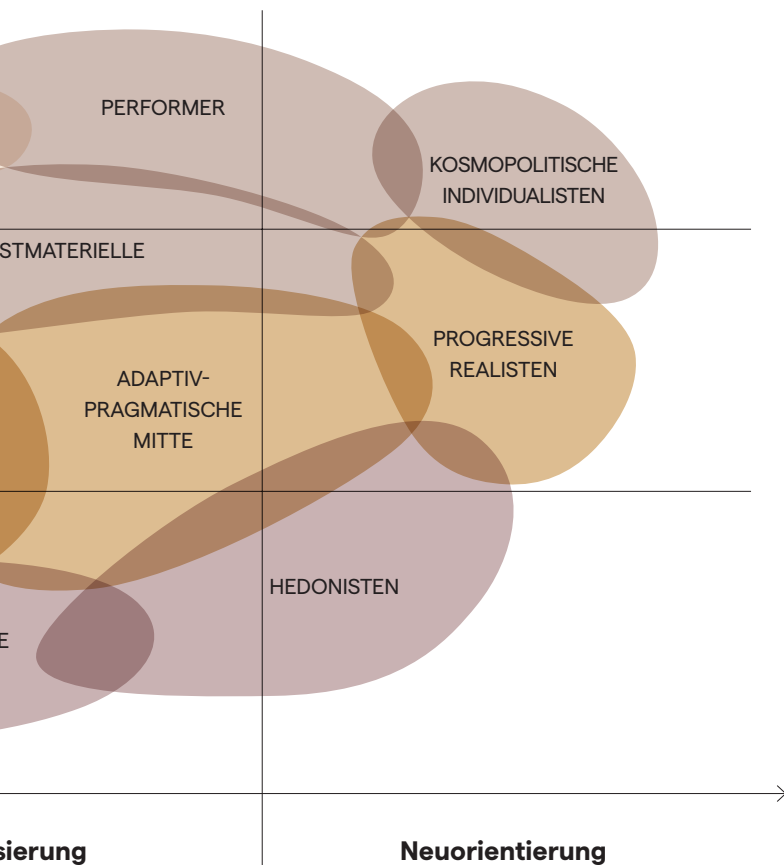 PERFORMER
KOSMOPOLITISCHE
INDIVIDUALISTEN
STMATERIELLE
PROGRESSIVE
REALISTEN
ADAPTIV-
PRAGMATISCHE
MITTE
HEDONISTEN
E
sierung
Neuorientierung